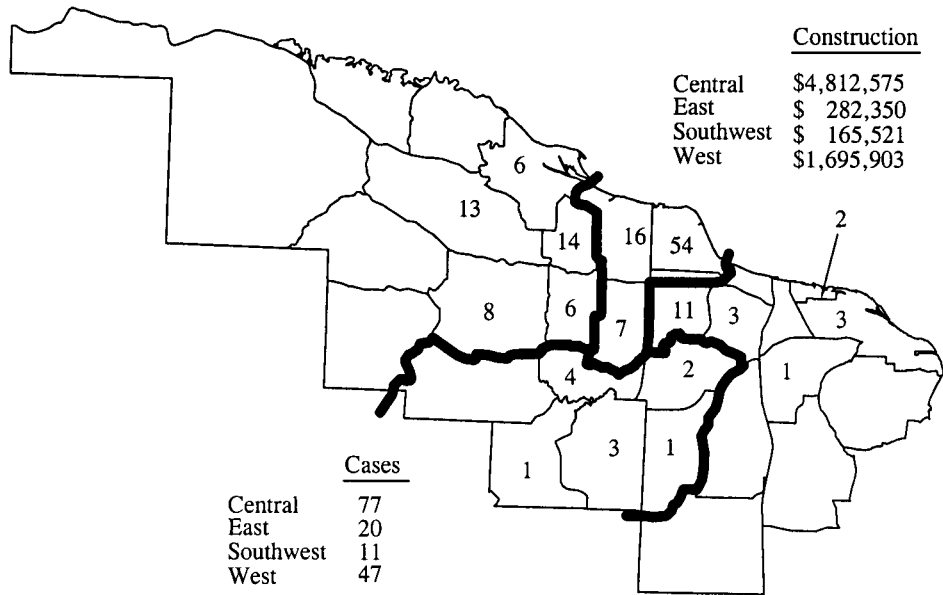 Construction
Central $4,812,575
East $ 282,350
Southwest $ 165,521
West $1,695,903
6
2
13
14
16
54
8
6
7
11
3
3
4
2
1
1
3
1
Cases
Central 77
East 20
Southwest 11
West 47